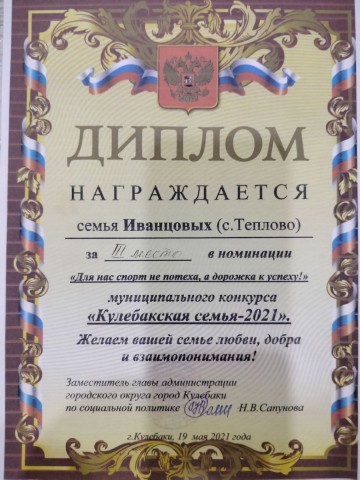 ДИПЛОМ
НАГРАЖДАЕТСЯ
семья Иванцовых (с.Теплово)
за III место в номинации
«Для нас спорт не потеха, а дорожка к успеху!»
муниципального конкурса
«Кулебакская семья-2021».
Желаем вашей семье любви, добра
и взаимопонимания!
Заместитель главы администрации
городского округа город Кулебаки
по социальной политике Н.В.Сапунова
г.Кулебаки, 19 мая 2021 года